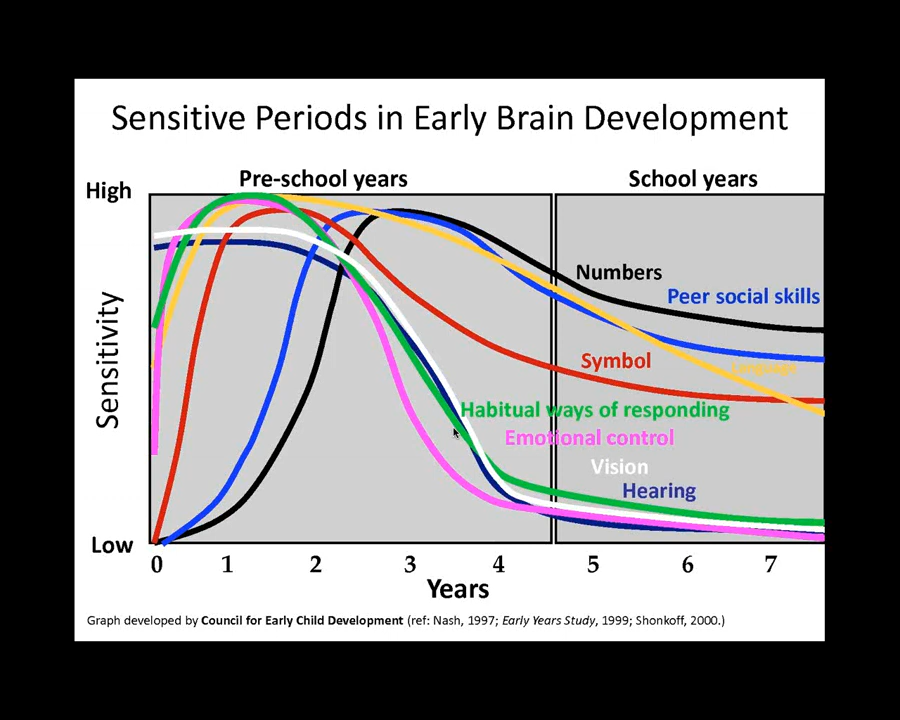 Sensitive Periods in Early Brain Development
Pre-school years
School years
High
Numbers
Peer social skills
Sensitivity
Symbol
Language
Habitual ways of responding
Emotional control
Vision
Hearing
Low
0 1 2 3 4 5 6 7
Years
Graph developed by Council for Early Child Development (ref: Nash, 1997; Early Years Study, 1999; Shonkoff, 2000.)